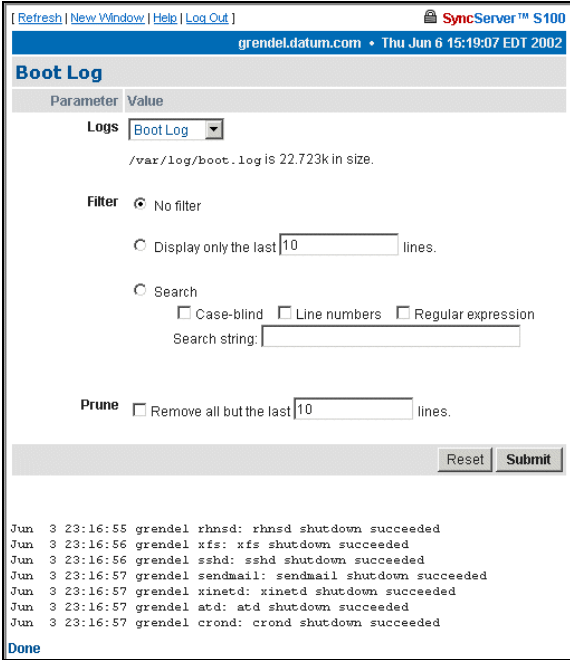 [ Refresh | New Window | Help | Log Out ] SyncServer™ S100
grendel.datum.com • Thu Jun 6 15:19:07 EDT 2002
Boot Log
Parameter Value
Logs Boot Log
/var/log/boot.log is 22.723k in size.
Filter No filter
Display only the last 10 lines.
Search
Case-blind Line numbers Regular expression
Search string:
Prune Remove all but the last 10 lines.
Reset Submit
Jun 3 23:16:55 grendel rhnsd: rhnsd shutdown succeeded
Jun 3 23:16:56 grendel xfs: xfs shutdown succeeded
Jun 3 23:16:56 grendel sshd: sshd shutdown succeeded
Jun 3 23:16:57 grendel sendmail: sendmail shutdown succeeded
Jun 3 23:16:57 grendel xinetd: xinetd shutdown succeeded
Jun 3 23:16:57 grendel atd: atd shutdown succeeded
Jun 3 23:16:57 grendel crond: crond shutdown succeeded
Done